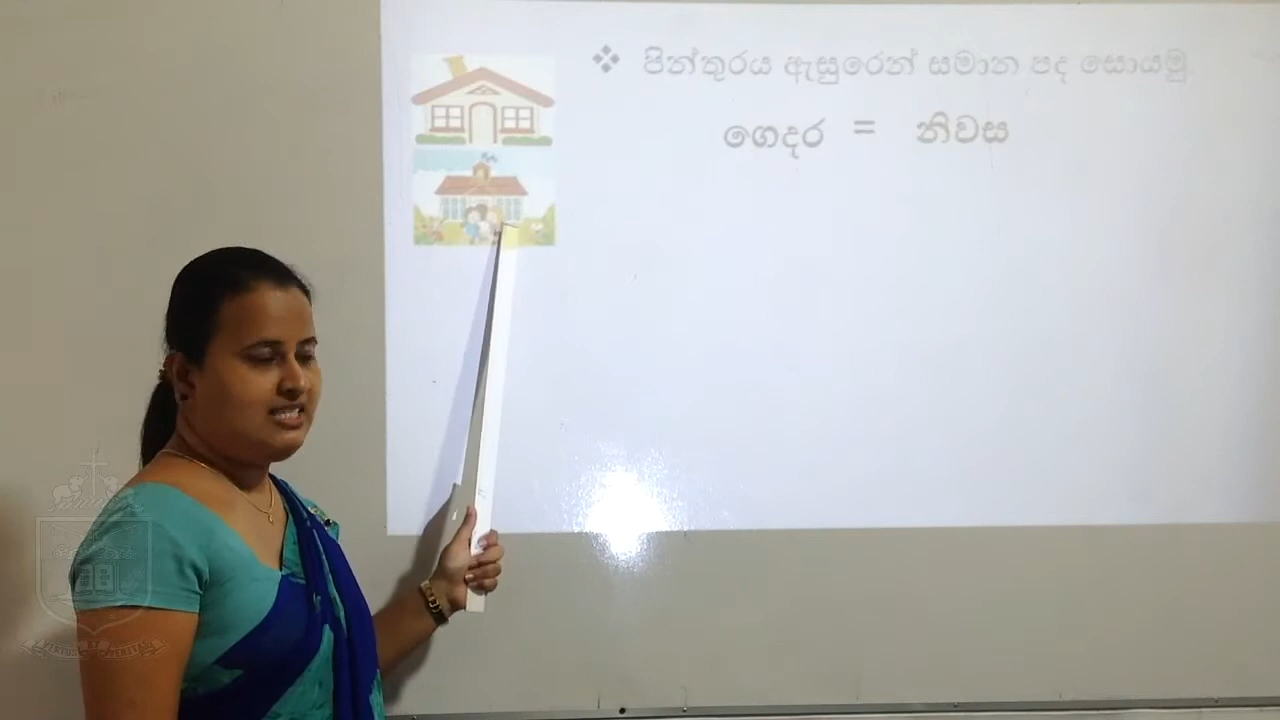 ❖ පින්තූරය ඇසුරෙන් සමාන පද සොයමු
ගෙදර = නිවස